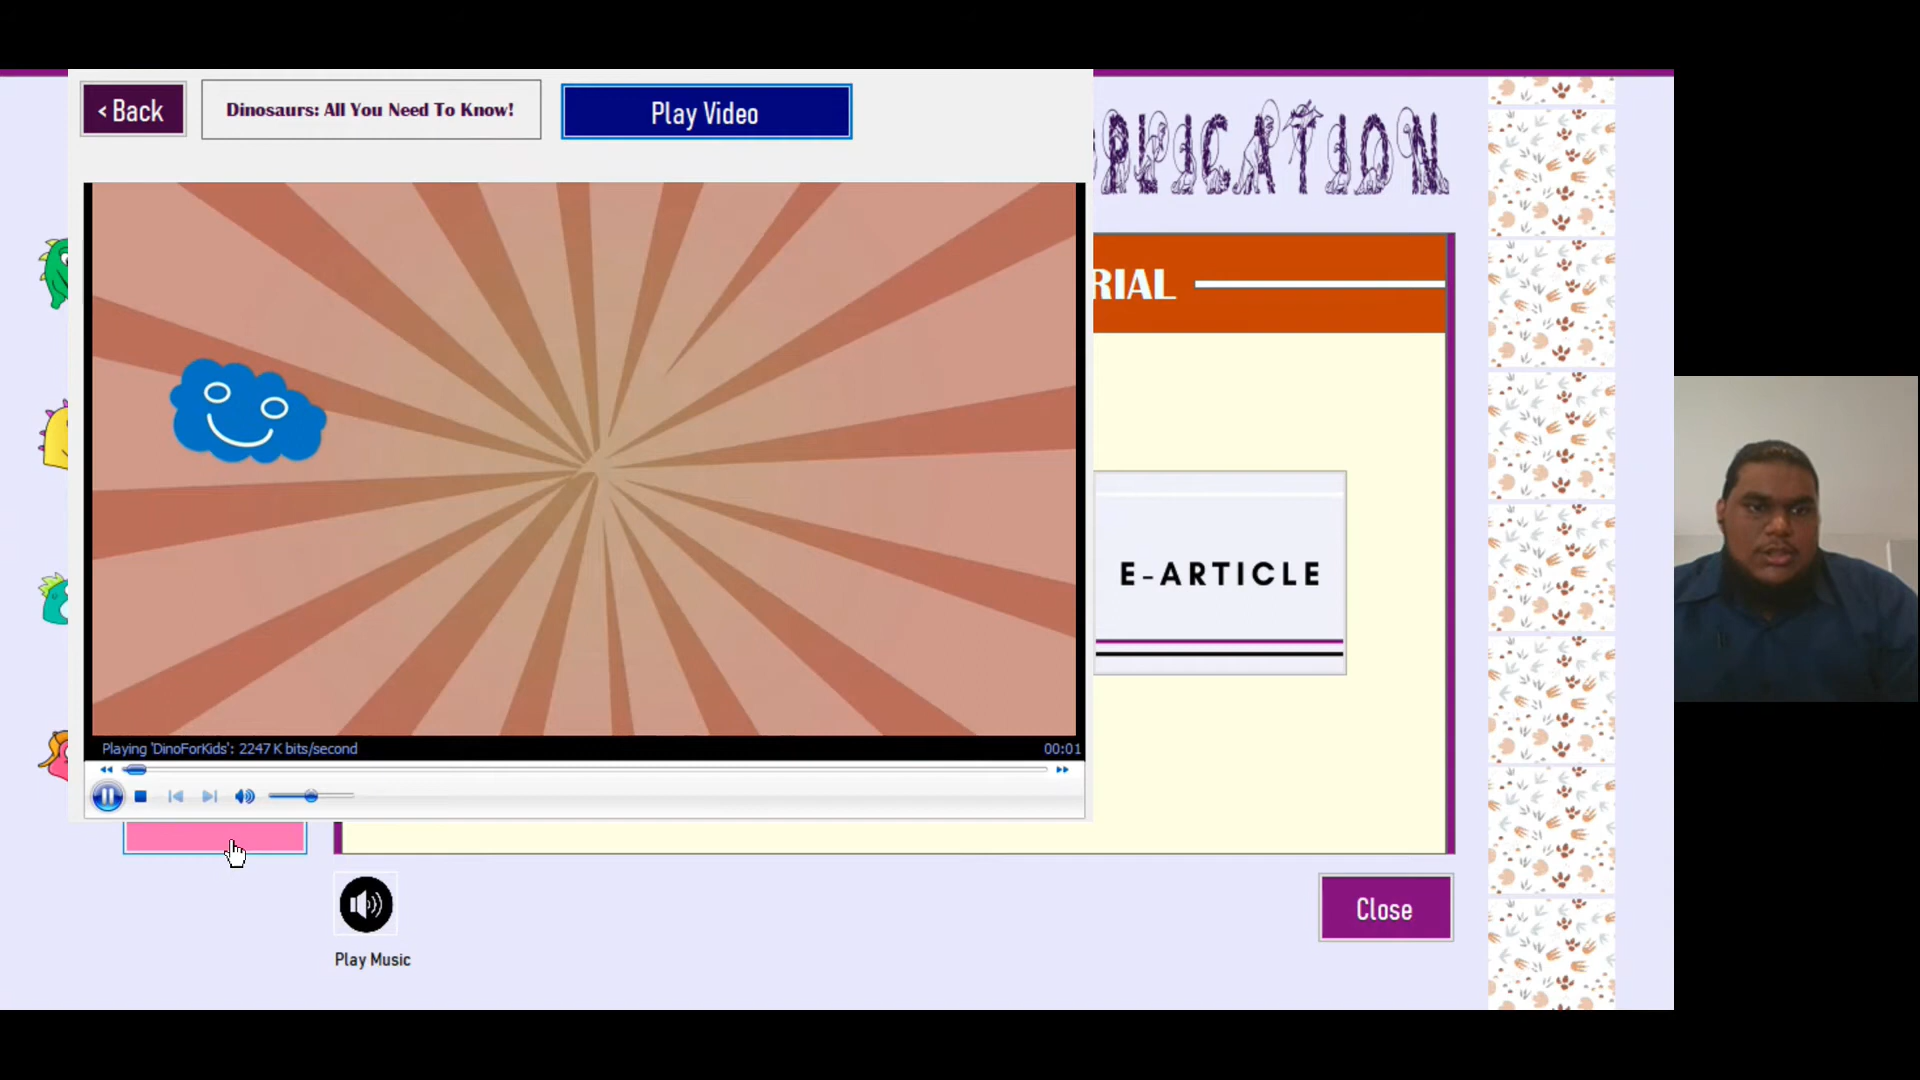 < Back
Dinosaurs: All You Need To Know!
Play Video
PLICATION
RIAL
E-ARTICLE
Playing 'DinoForKids': 2247 K bits/second
00:01
Close
Play Music